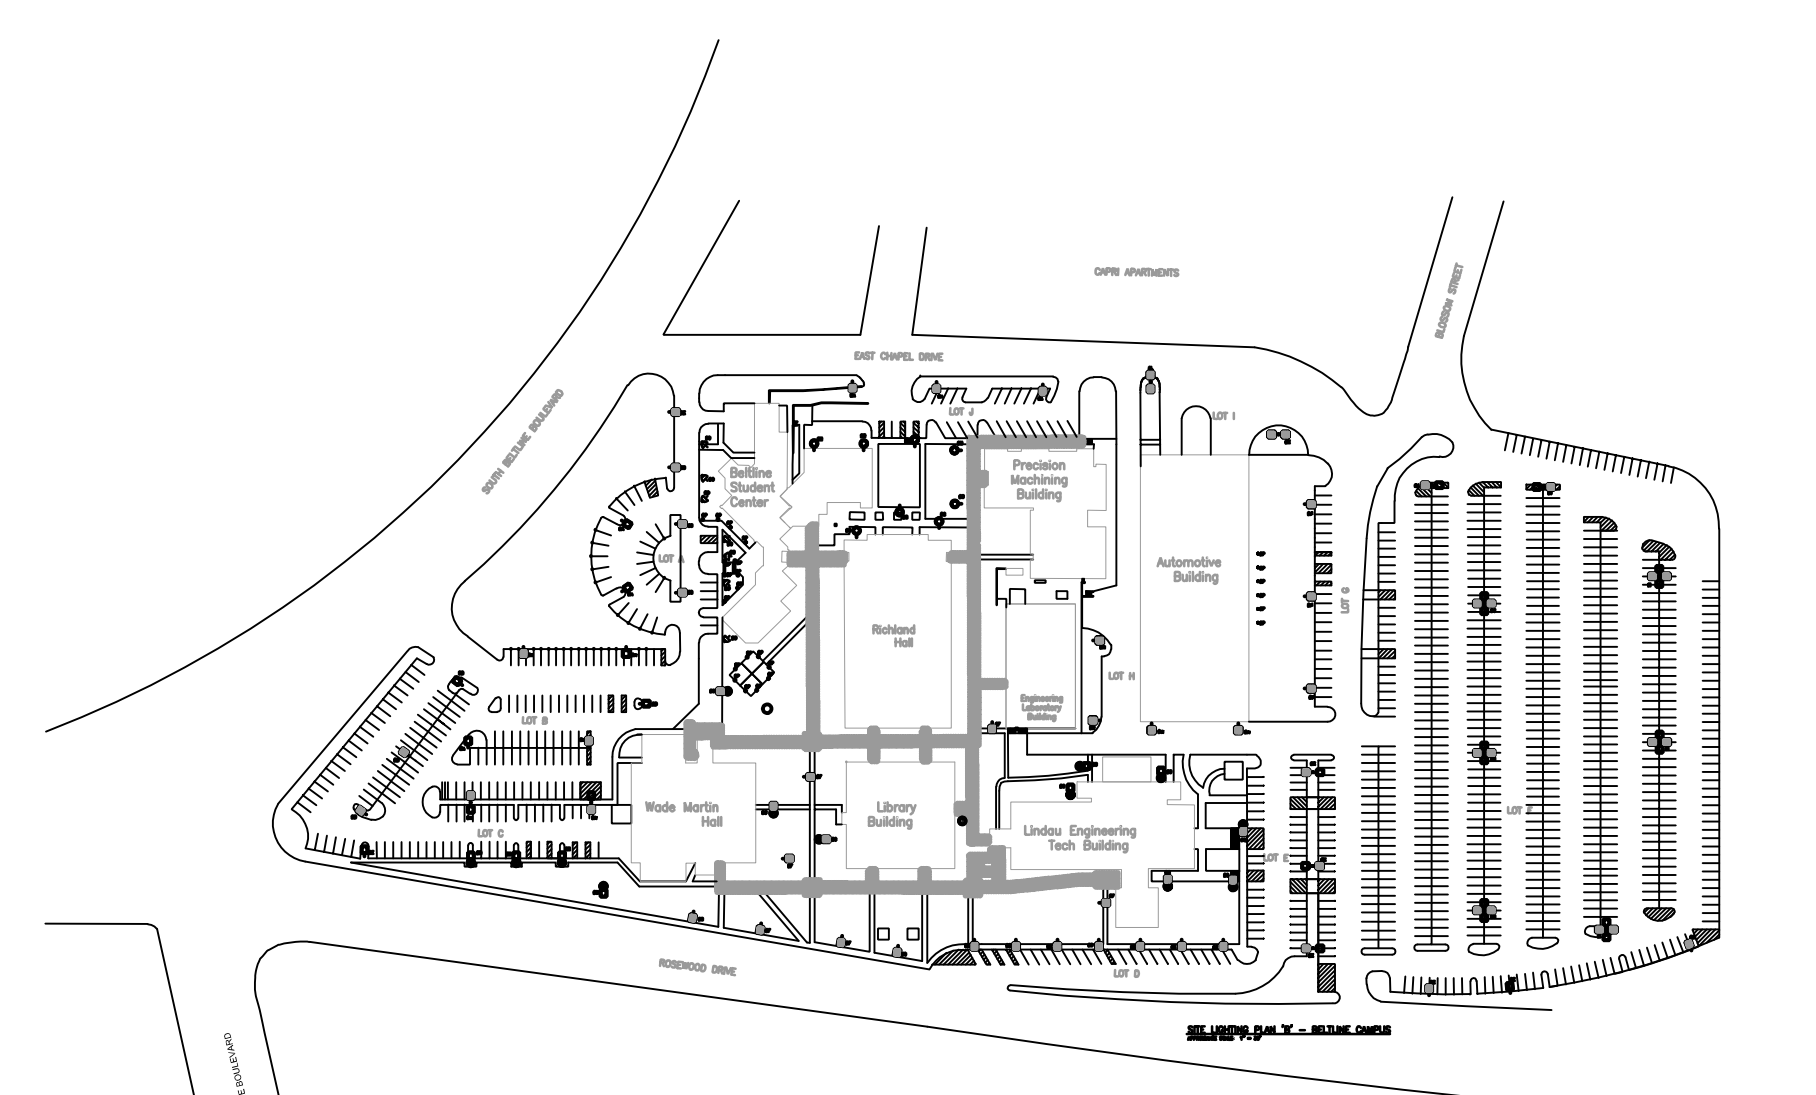 CAPRI APARTMENTS
BLOSSOM STREET
EAST CHAPEL DRIVE
SOUTH BELTLINE BOULEVARD
LOT J
LOT I
Beltline
Student
Center
Precision
Machining
Building
LOT A
Automotive
Building
LOT G
Richland
Hall
LOT H
Engineering
Laboratory
Building
LOT B
Wade Martin
Hall
Library
Building
LOT F
LOT C
Lindau Engineering
Tech Building
LOT E
ROSEWOOD DRIVE
LOT D
SITE LIGHTING PLAN 'B' - BELTLINE CAMPUS
E BOULEVARD